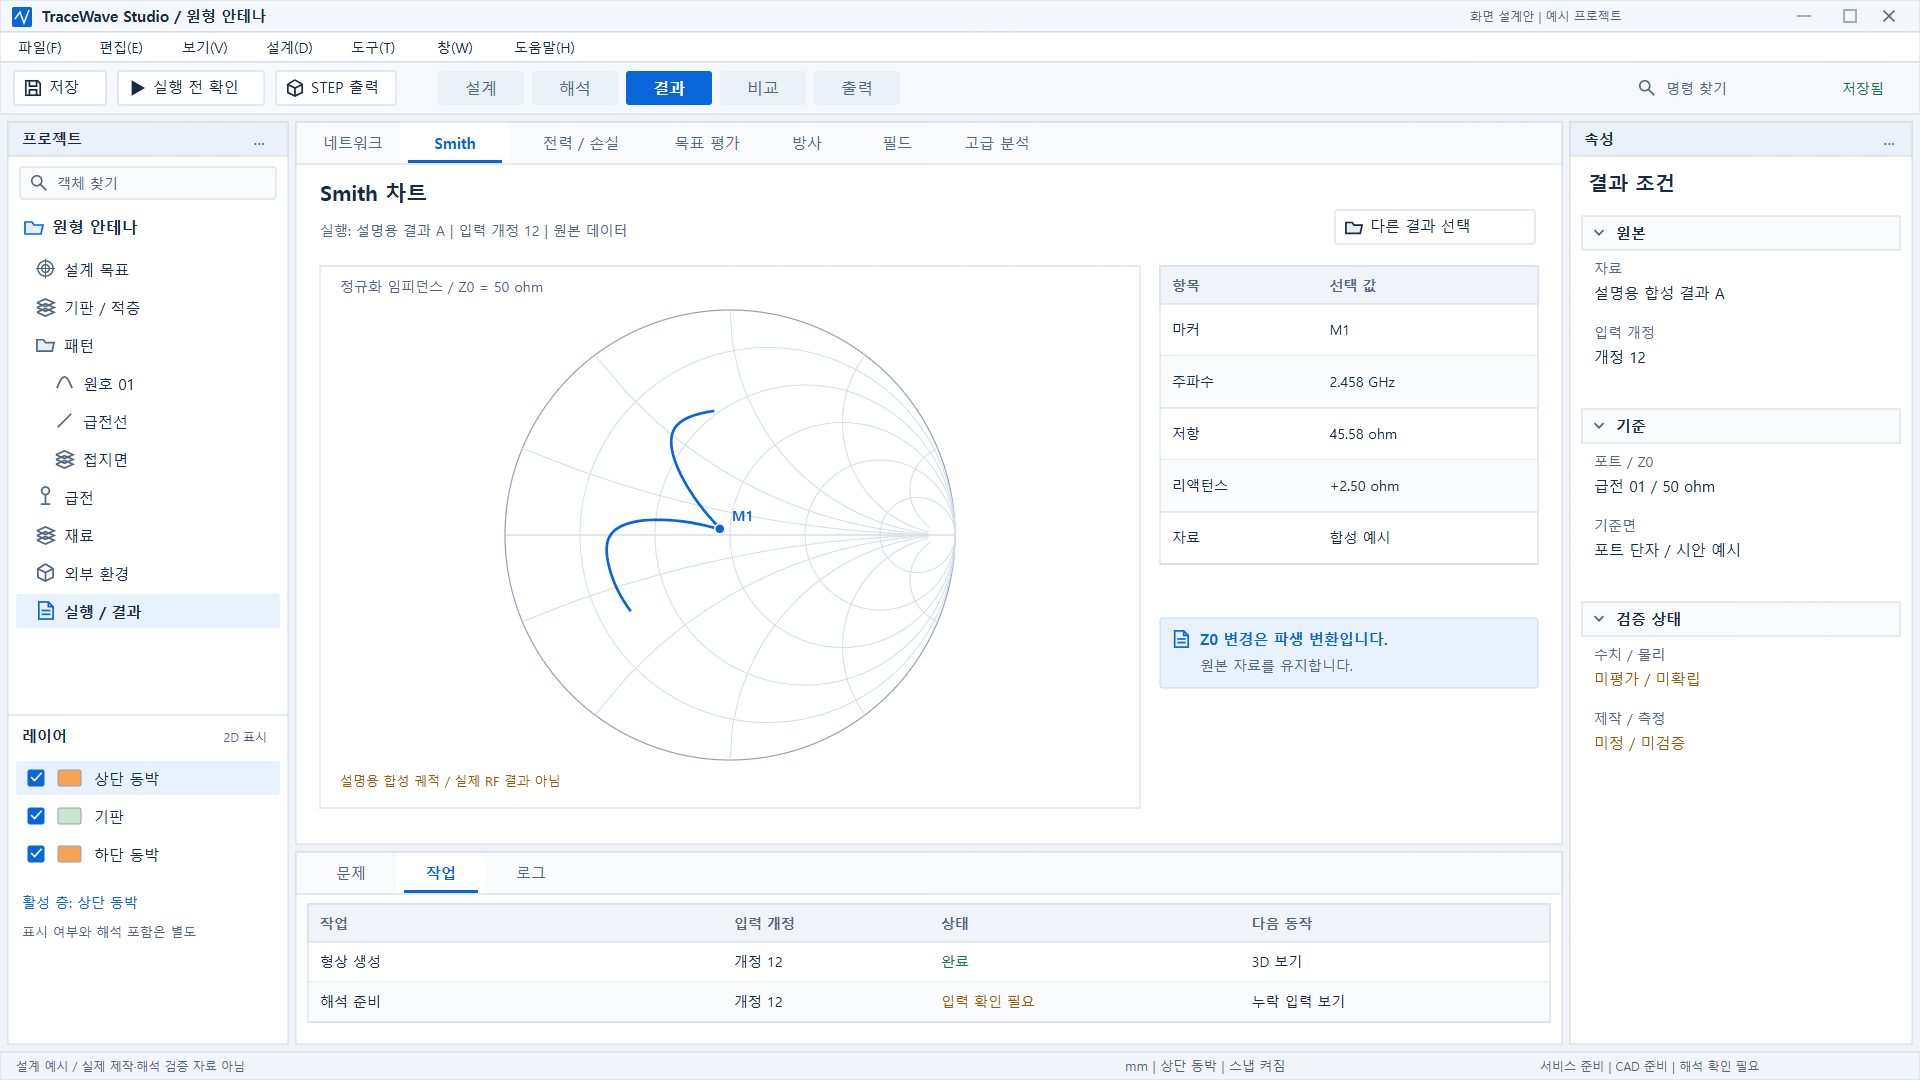 TraceWave Studio / 원형 안테나
화면 설계안 | 예시 프로젝트
파일(F) 편집(E) 보기(V) 설계(D) 도구(T) 창(W) 도움말(H)
저장 실행 전 확인 STEP 출력 설계 해석 결과 비교 출력 명령 찾기 저장됨
프로젝트 ...
객체 찾기
원형 안테나
설계 목표
기판 / 적층
패턴
원호 01
급전선
접지면
급전
재료
외부 환경
실행 / 결과
레이어 2D 표시
상단 동박
기판
하단 동박
활성 층: 상단 동박
표시 여부와 해석 포함은 별도
네트워크 Smith 전력 / 손실 목표 평가 방사 필드 고급 분석
Smith 차트
실행: 설명용 결과 A | 입력 개정 12 | 원본 데이터
다른 결과 선택
정규화 임피던스 / Z0 = 50 ohm
M1
설명용 합성 궤적 / 실제 RF 결과 아님
항목 선택 값
마커 M1
주파수 2.458 GHz
저항 45.58 ohm
리액턴스 +2.50 ohm
자료 합성 예시
Z0 변경은 파생 변환입니다.
원본 자료를 유지합니다.
문제 작업 로그
작업 입력 개정 상태 다음 동작
형상 생성 개정 12 완료 3D 보기
해석 준비 개정 12 입력 확인 필요 누락 입력 보기
속성 ...
결과 조건
원본
자료
설명용 합성 결과 A
입력 개정
개정 12
기준
포트 / Z0
급전 01 / 50 ohm
기준면
포트 단자 / 시안 예시
검증 상태
수치 / 물리
미평가 / 미확립
제작 / 측정
미정 / 미검증
설계 예시 / 실제 제작·해석 검증 자료 아님
mm | 상단 동박 | 스냅 켜짐
서비스 준비 | CAD 준비 | 해석 확인 필요